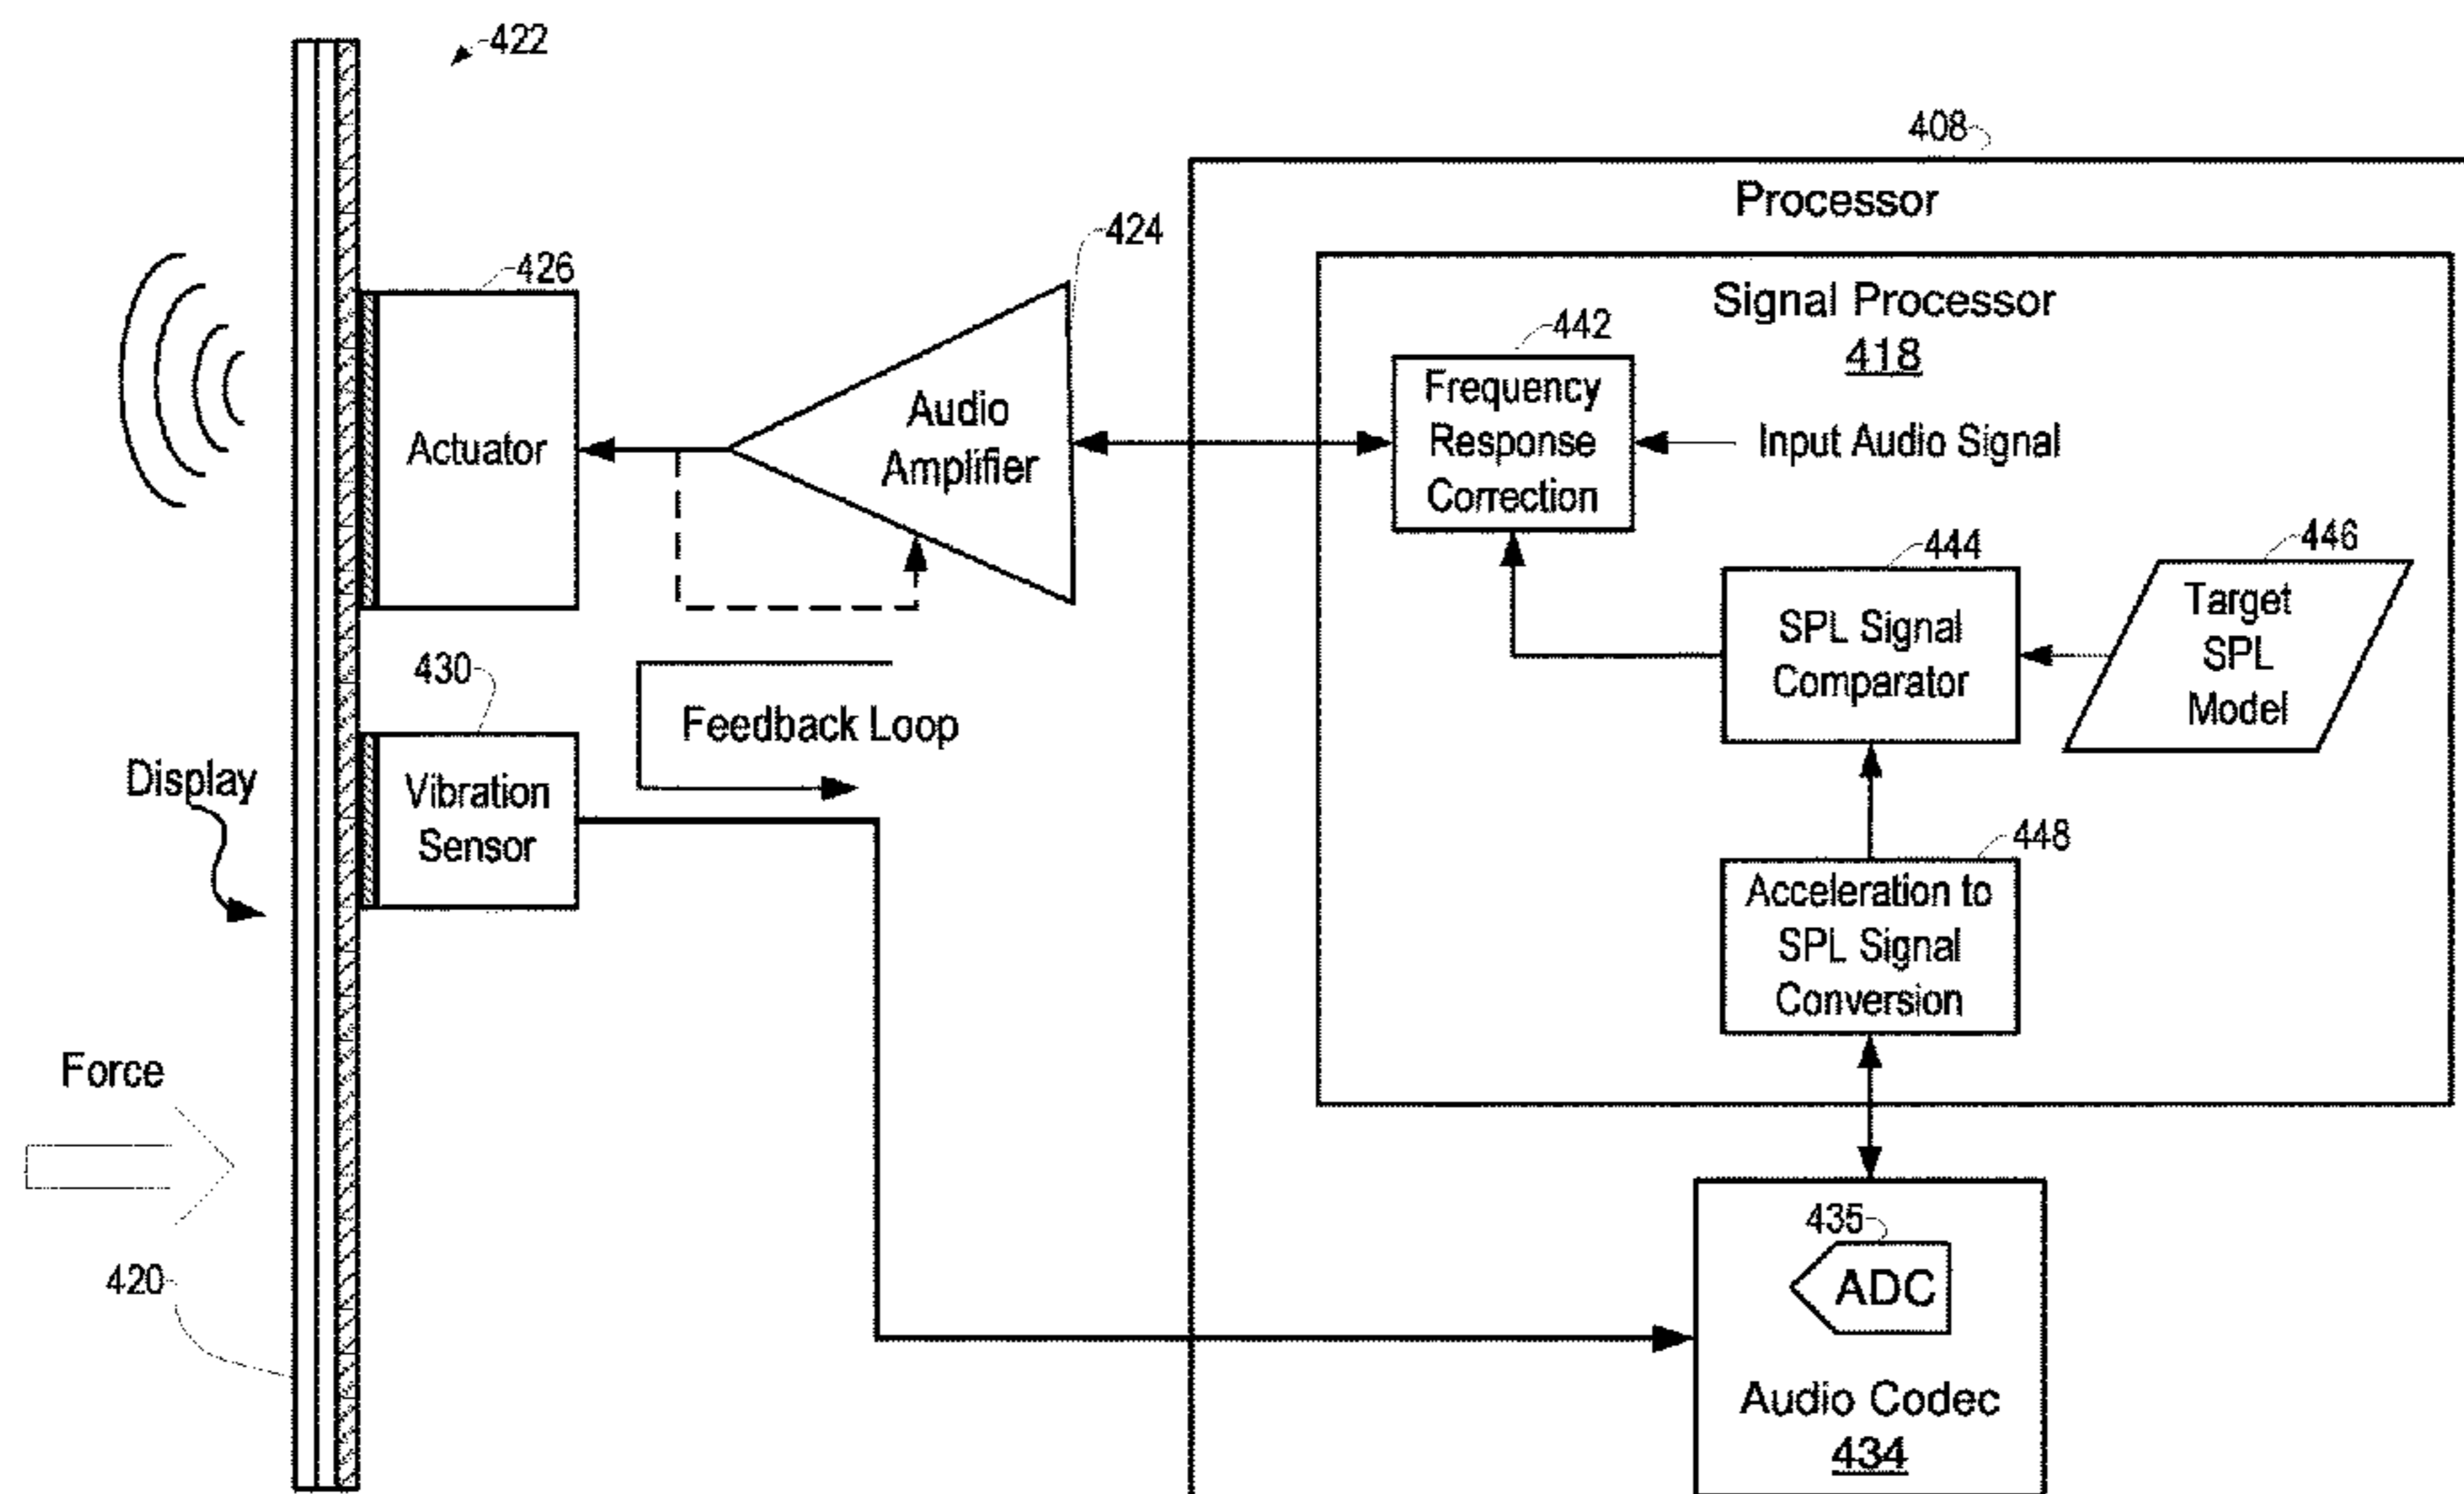 422
408
Processor
424
426
Signal Processor
418
442
Frequency
Response
Correction
Input Audio Signal
Audio
Amplifier
Actuator
444
446
SPL Signal
Comparator
Target
SPL
Model
430
Feedback Loop
Display
Vibration
Sensor
448
Acceleration to
SPL Signal
Conversion
Force
435
ADC
420
Audio Codec
434